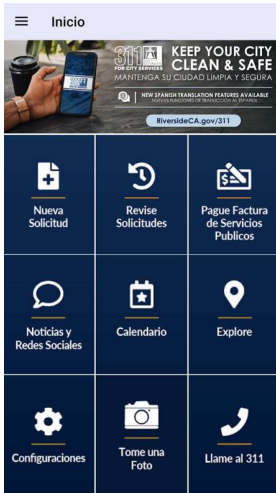 Inicio
311
FOR CITY SERVICES
KEEP YOUR CITY
CLEAN & SAFE
MANTENGA SU CIUDAD LIMPIA Y SEGURA
NEW SPANISH TRANSLATION FEATURES AVAILABLE
NUEVAS FUNCIONES DE TRADUCCIÓN AL ESPAÑOL
RiversideCA.gov/311
Nueva
Solicitud
Revise
Solicitudes
Pague Factura
de Servicios
Publicos
Noticias y
Redes Sociales
Calendario
Explore
Configuraciones
Tome una
Foto
Llame al 311